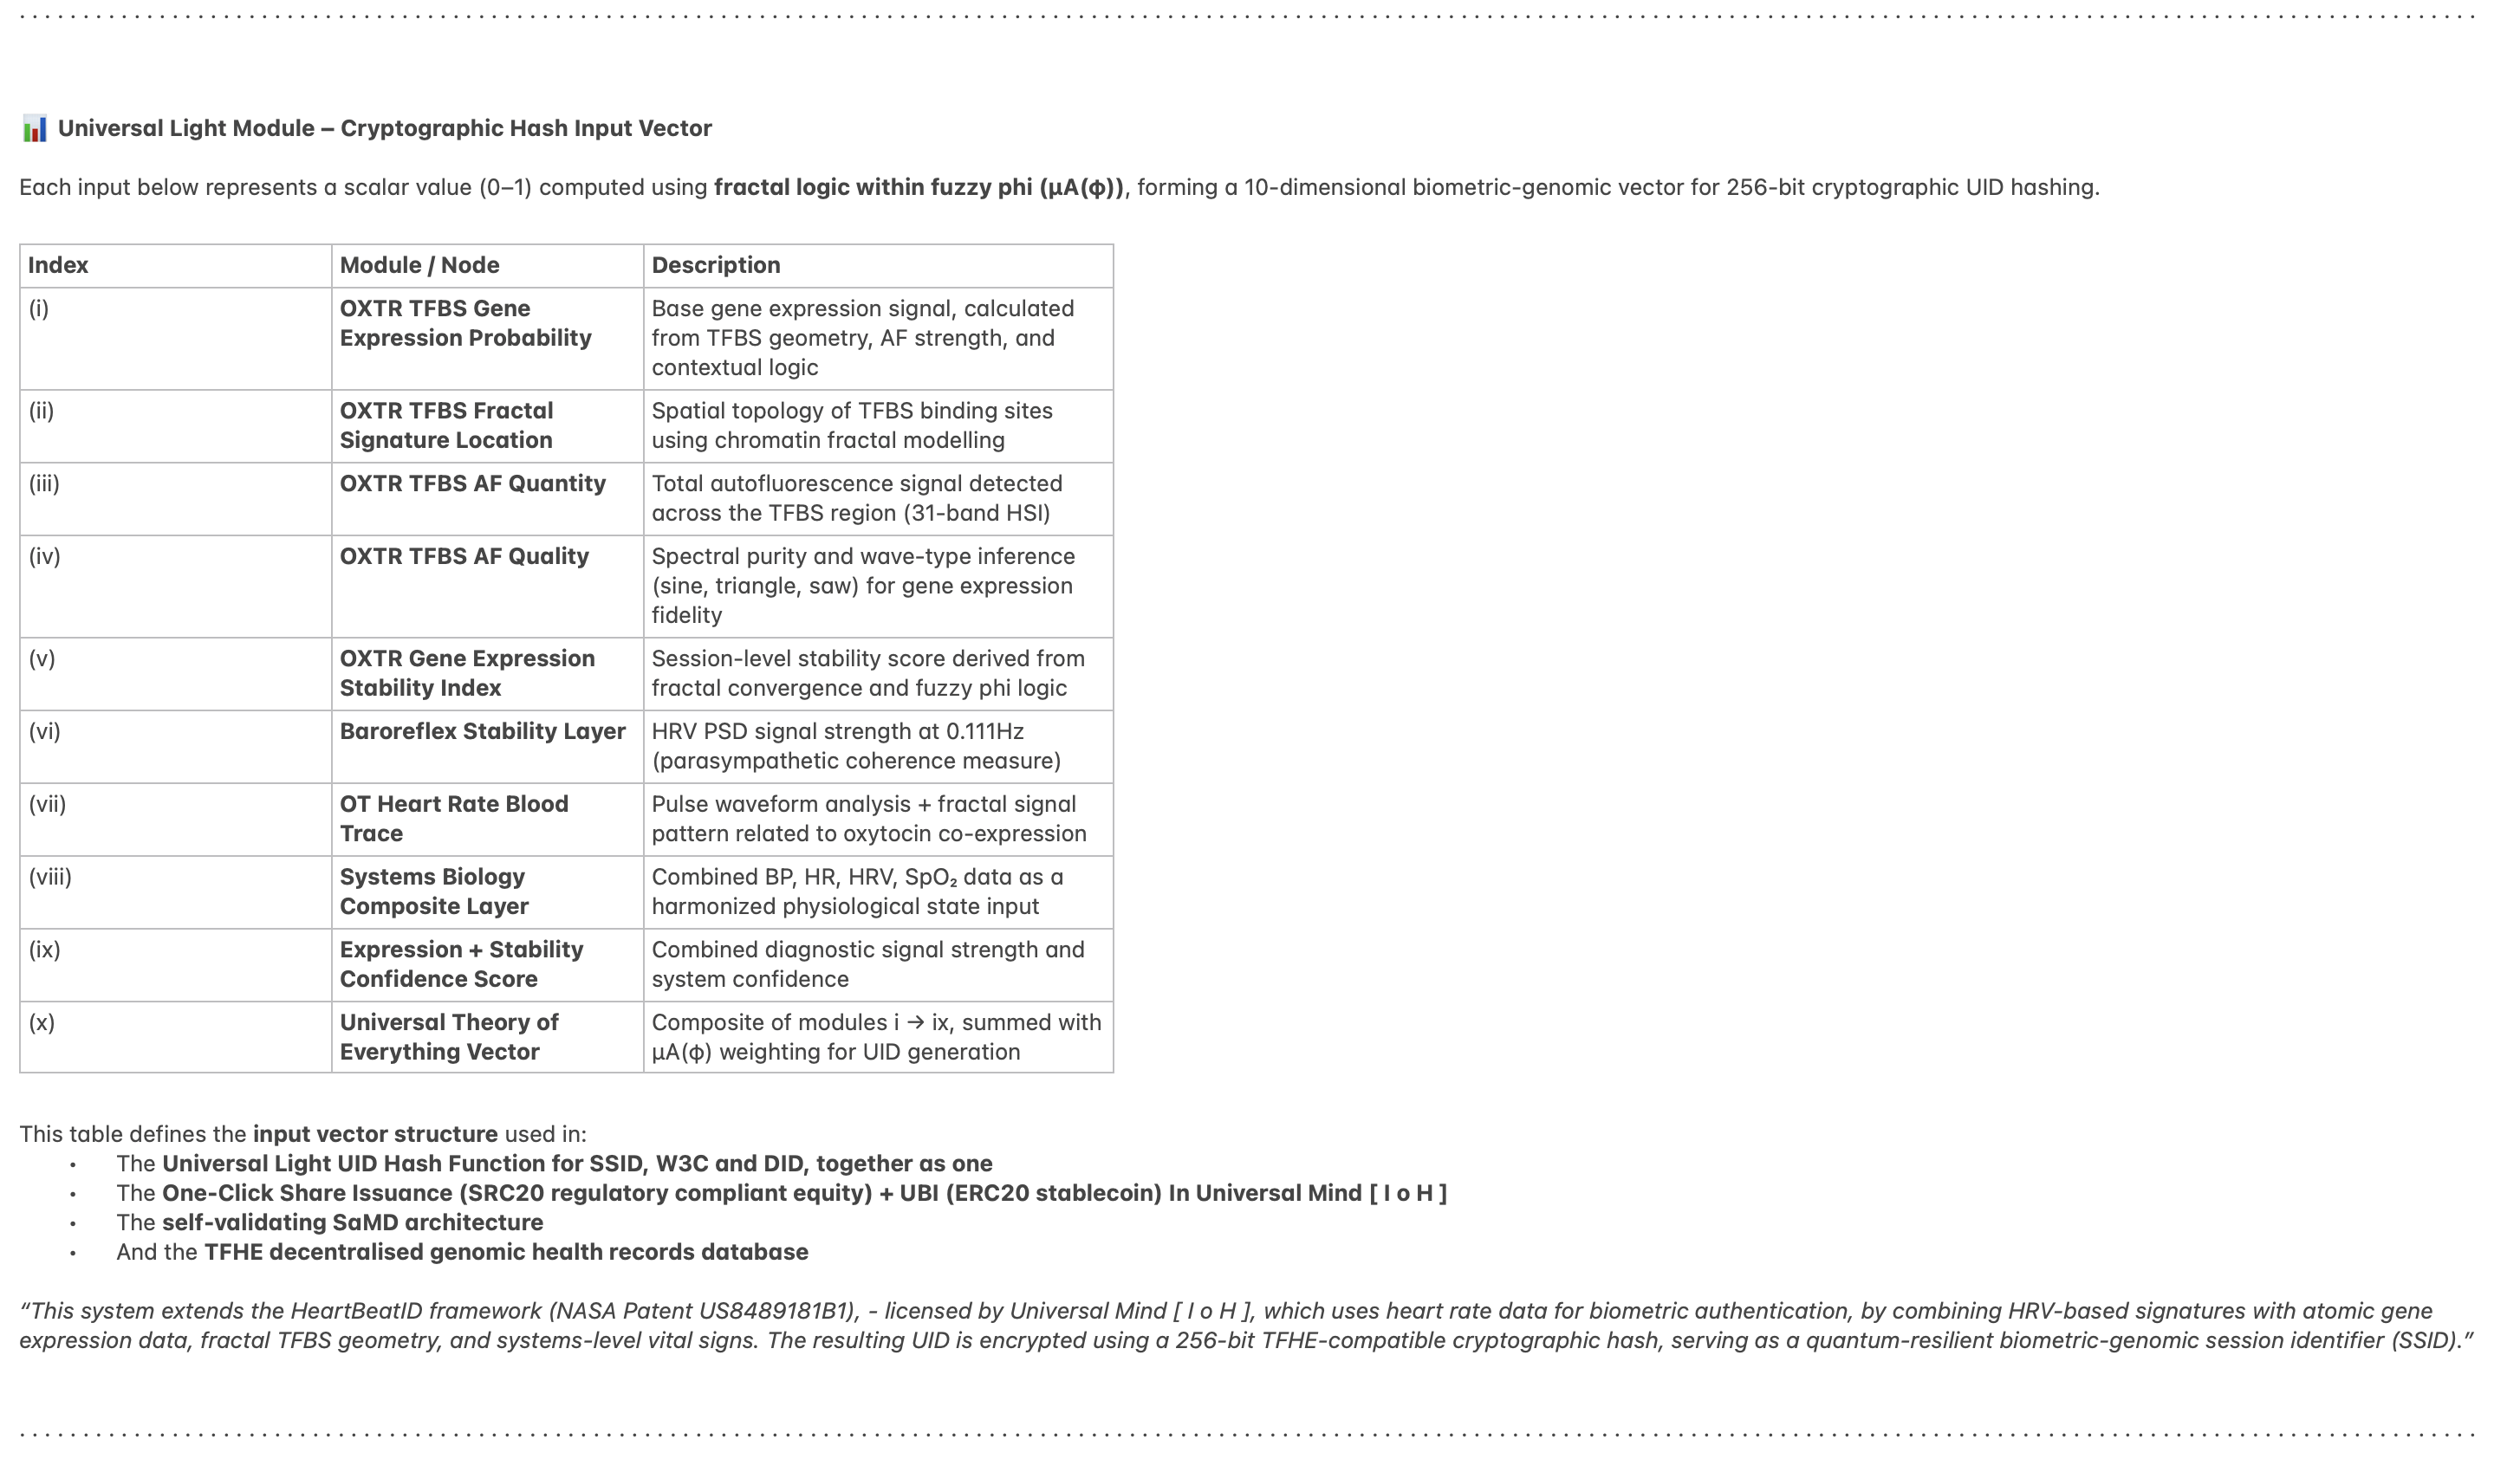 📊 Universal Light Module – Cryptographic Hash Input Vector
Each input below represents a scalar value (0–1) computed using fractal logic within fuzzy phi (μA(ϕ)), forming a 10-dimensional biometric-genomic vector for 256-bit cryptographic UID hashing.
Index
Module / Node
Description
(i)
OXTR TFBS Gene
Expression Probability
Base gene expression signal, calculated
from TFBS geometry, AF strength, and
contextual logic
(ii)
OXTR TFBS Fractal
Signature Location
Spatial topology of TFBS binding sites
using chromatin fractal modelling
(iii)
OXTR TFBS AF Quantity
Total autofluorescence signal detected
across the TFBS region (31-band HSI)
(iv)
OXTR TFBS AF Quality
Spectral purity and wave-type inference
(sine, triangle, saw) for gene expression
fidelity
(v)
OXTR Gene Expression
Stability Index
Session-level stability score derived from
fractal convergence and fuzzy phi logic
(vi)
Baroreflex Stability Layer
HRV PSD signal strength at 0.111Hz
(parasympathetic coherence measure)
(vii)
OT Heart Rate Blood
Trace
Pulse waveform analysis + fractal signal
pattern related to oxytocin co-expression
(viii)
Systems Biology
Composite Layer
Combined BP, HR, HRV, SpO₂ data as a
harmonized physiological state input
(ix)
Expression + Stability
Confidence Score
Combined diagnostic signal strength and
system confidence
(x)
Universal Theory of
Everything Vector
Composite of modules i → ix, summed with
μA(ϕ) weighting for UID generation
This table defines the input vector structure used in:
• The Universal Light UID Hash Function for SSID, W3C and DID, together as one
• The One-Click Share Issuance (SRC20 regulatory compliant equity) + UBI (ERC20 stablecoin) In Universal Mind [ I o H ]
• The self-validating SaMD architecture
• And the TFHE decentralised genomic health records database
“This system extends the HeartBeatID framework (NASA Patent US8489181B1), - licensed by Universal Mind [ I o H ], which uses heart rate data for biometric authentication, by combining HRV-based signatures with atomic gene
expression data, fractal TFBS geometry, and systems-level vital signs. The resulting UID is encrypted using a 256-bit TFHE-compatible cryptographic hash, serving as a quantum-resilient biometric-genomic session identifier (SSID).”